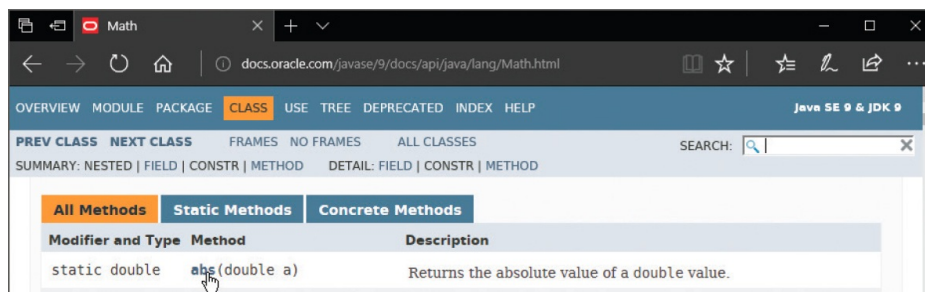 Math
docs.oracle.com/javase/9/docs/api/java/lang/Math.html
OVERVIEW MODULE PACKAGE CLASS USE TREE DEPRECATED INDEX HELP Java SE 9 & JDK 9
PREV CLASS NEXT CLASS FRAMES NO FRAMES ALL CLASSES SEARCH:
SUMMARY: NESTED | FIELD | CONSTR | METHOD DETAIL: FIELD | CONSTR | METHOD
All Methods Static Methods Concrete Methods
Modifier and Type Method Description
static double abs(double a) Returns the absolute value of a double value.